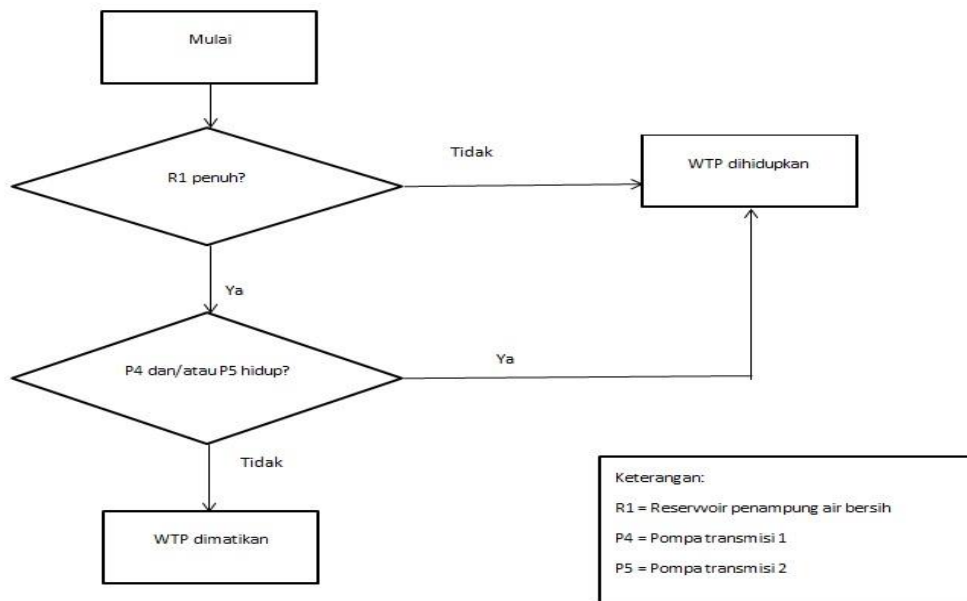 Mulai
R1 penuh?
Tidak
WTP dihidupkan
Ya
P4 dan/atau P5 hidup?
Ya
Tidak
WTP dimatikan
Keterangan:
R1 = Reservvoir penampung air bersih
P4 = Pompa transmisi 1
P5 = Pompa transmisi 2